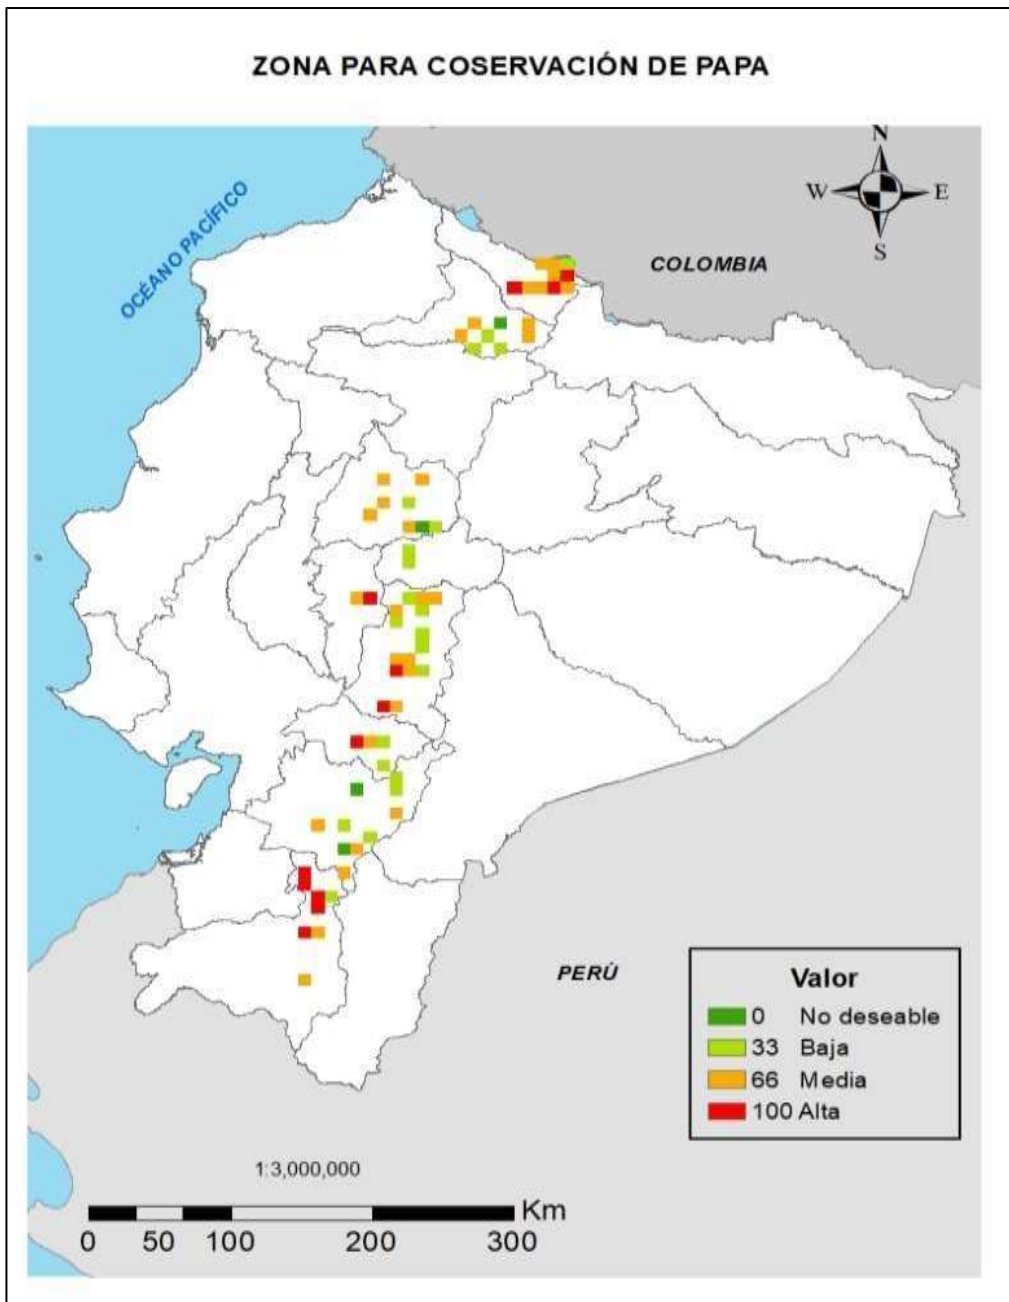 ZONA PARA COSERVACIÓN DE PAPA
N
W E
S
OCÉANO PACÍFICO
COLOMBIA
PERÚ
Valor
0 No deseable
33 Baja
66 Media
100 Alta
1:3,000,000
Km
0 50 100 200 300